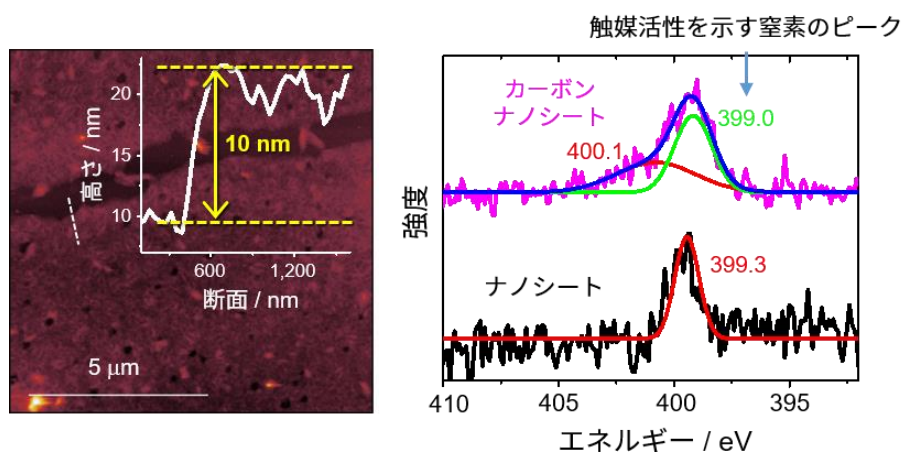 高さ / nm
20
15
10
10 nm
600
1,200
断面 / nm
5 μm
触媒活性を示す窒素のピーク
カーボン
ナノシート
399.0
400.1
399.3
ナノシート
強度
410
405
400
395
エネルギー / eV